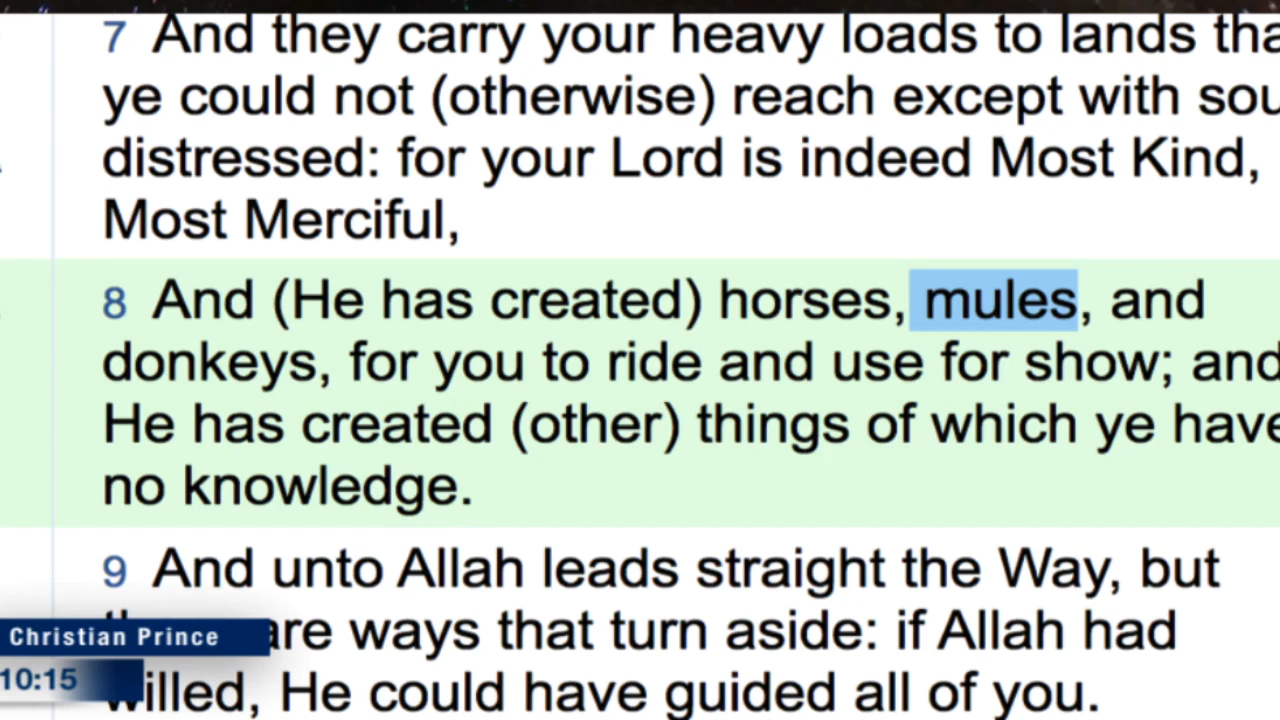 7 And they carry your heavy loads to lands
ye could not (otherwise) reach except with
distressed: for your Lord is indeed Most Kind,
Most Merciful,
8 And (He has created) horses, mules, and
donkeys, for you to ride and use for show; and
He has created (other) things of which ye have
no knowledge.
9 And unto Allah leads straight the Way, but
are ways that turn aside: if Allah had
willed, He could have guided all of you.
Christian Prince
10:15